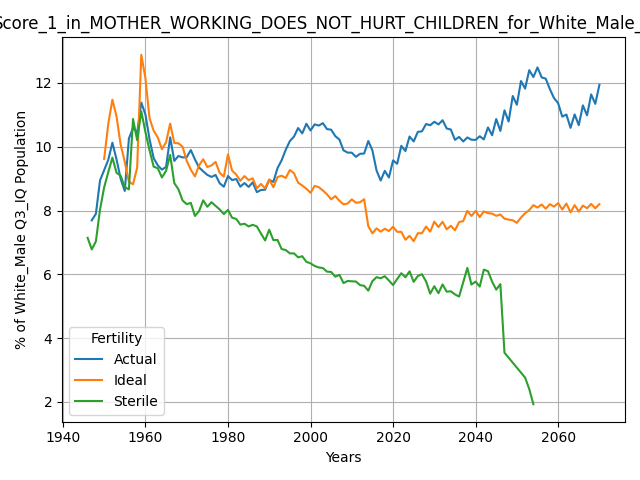 Score_1_in_MOTHER_WORKING_DOES_NOT_HURT_CHILDREN_for_White_Male_
% of White_Male Q3_IQ Population
12
10
8
6
4
2
Fertility
Actual
Ideal
Sterile
1940 1960 1980 2000 2020 2040 2060
Years